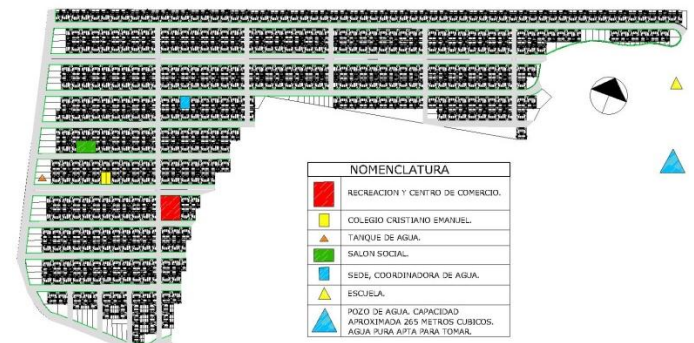 NOMENCLATURA
RECREACION Y CENTRO DE COMERCIO.
COLEGIO CRISTIANO EMANUEL.
TANQUE DE AGUA.
SALON SOCIAL.
SEDE, COORDINADORA DE AGUA.
ESCUELA.
POZO DE AGUA. CAPACIDAD
APROXIMADA 265 METROS CUBICOS.
AGUA PURA APTA PARA TOMAR.